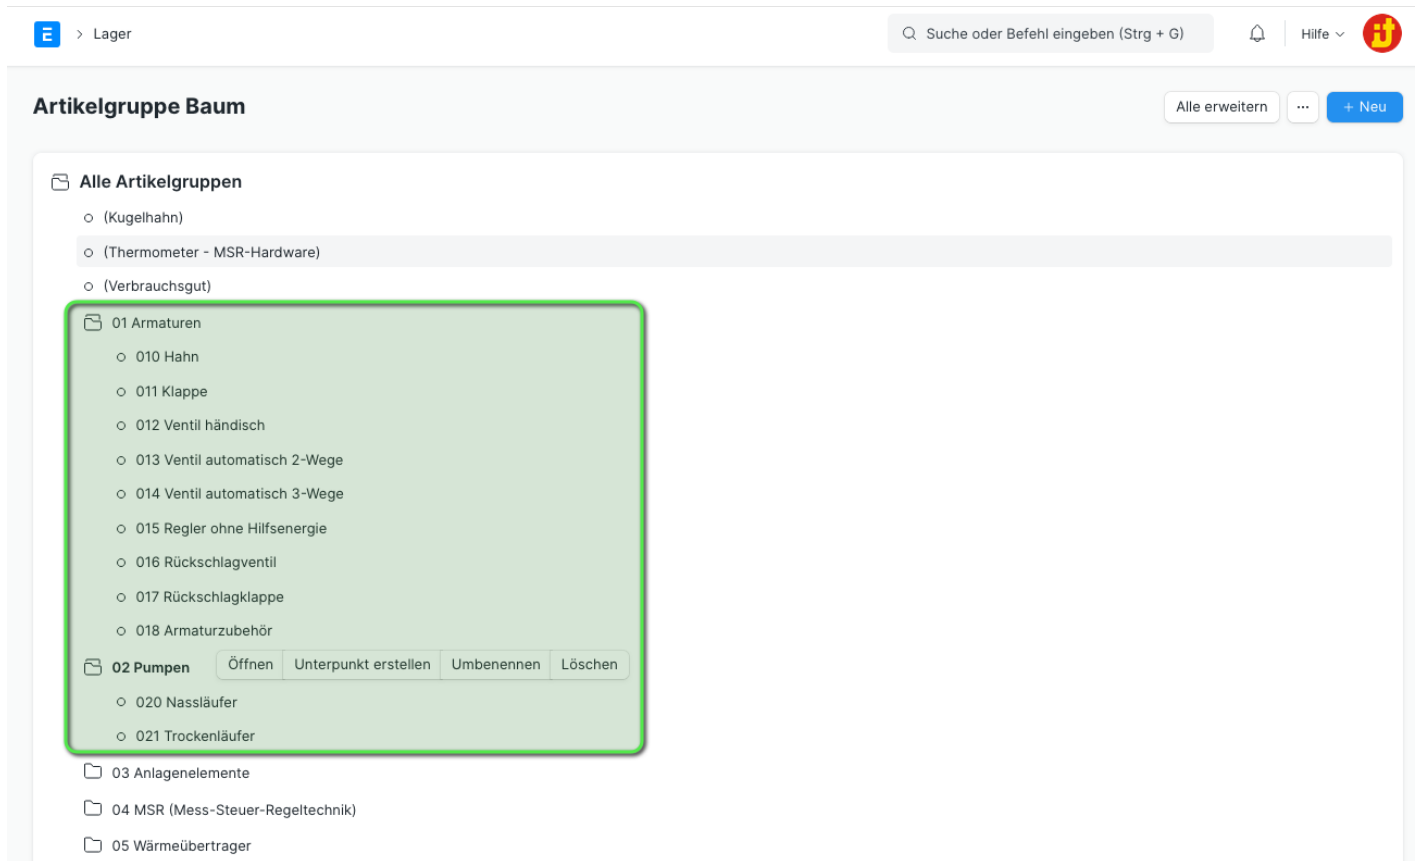 E > Lager Suche oder Befehl eingeben (Strg + G) Hilfe it
Artikelgruppe Baum Alle erweitern ... + Neu
Alle Artikelgruppen
(Kugelhahn)
(Thermometer - MSR-Hardware)
(Verbrauchsgut)
01 Armaturen
010 Hahn
011 Klappe
012 Ventil händisch
013 Ventil automatisch 2-Wege
014 Ventil automatisch 3-Wege
015 Regler ohne Hilfsenergie
016 Rückschlagventil
017 Rückschlagklappe
018 Armaturzubehör
02 Pumpen Öffnen Unterpunkt erstellen Umbenennen Löschen
020 Nassläufer
021 Trockenläufer
03 Anlagenelemente
04 MSR (Mess-Steuer-Regeltechnik)
05 Wärmeübertrager